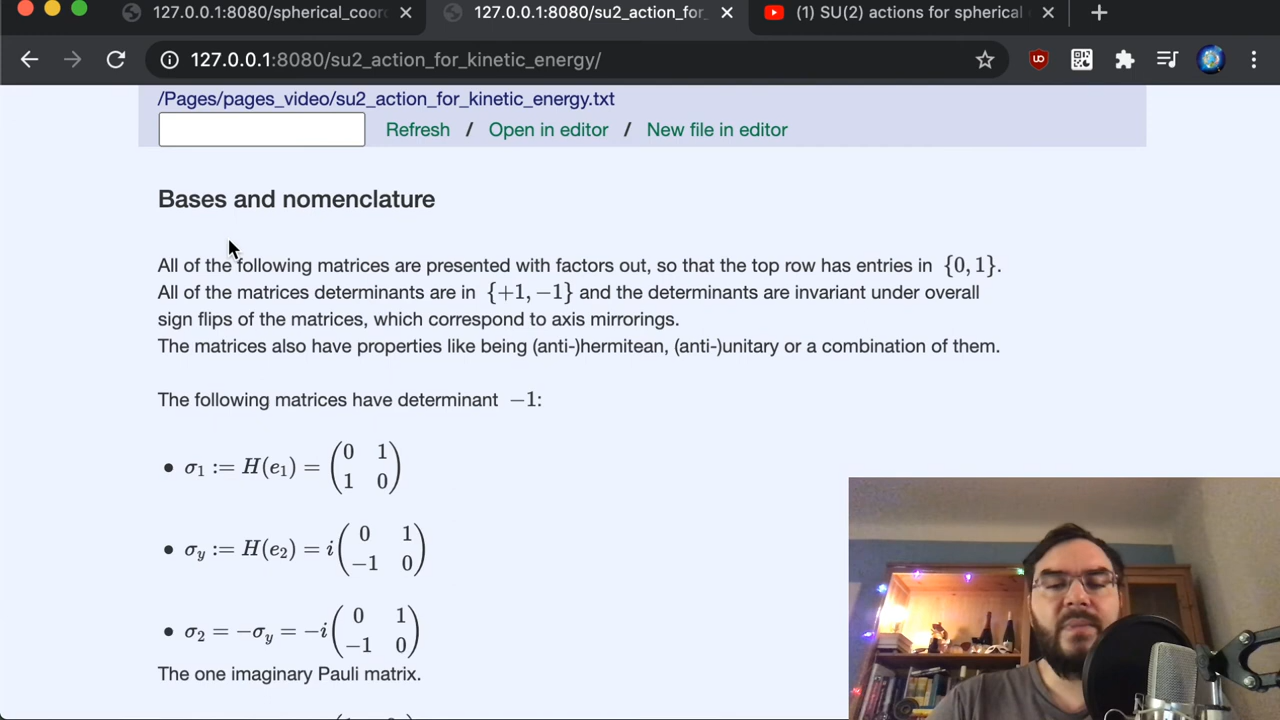 127.0.0.1:8080/spherical_coor
127.0.0.1:8080/su2_action_for_
(1) SU(2) actions for spherical
127.0.0.1:8080/su2_action_for_kinetic_energy/
/Pages/pages_video/su2_action_for_kinetic_energy.txt
Refresh / Open in editor / New file in editor
Bases and nomenclature
All of the following matrices are presented with factors out, so that the top row has entries in {0, 1}.
All of the matrices determinants are in {+1, −1} and the determinants are invariant under overall
sign flips of the matrices, which correspond to axis mirrorings.
The matrices also have properties like being (anti-)hermitean, (anti-)unitary or a combination of them.
The following matrices have determinant −1:
• σ₁ := H(e₁) = (0 1
1 0)
• σ_y := H(e₂) = i(0 1
−1 0)
• σ₂ = −σ_y = −i(0 1
−1 0)
The one imaginary Pauli matrix.